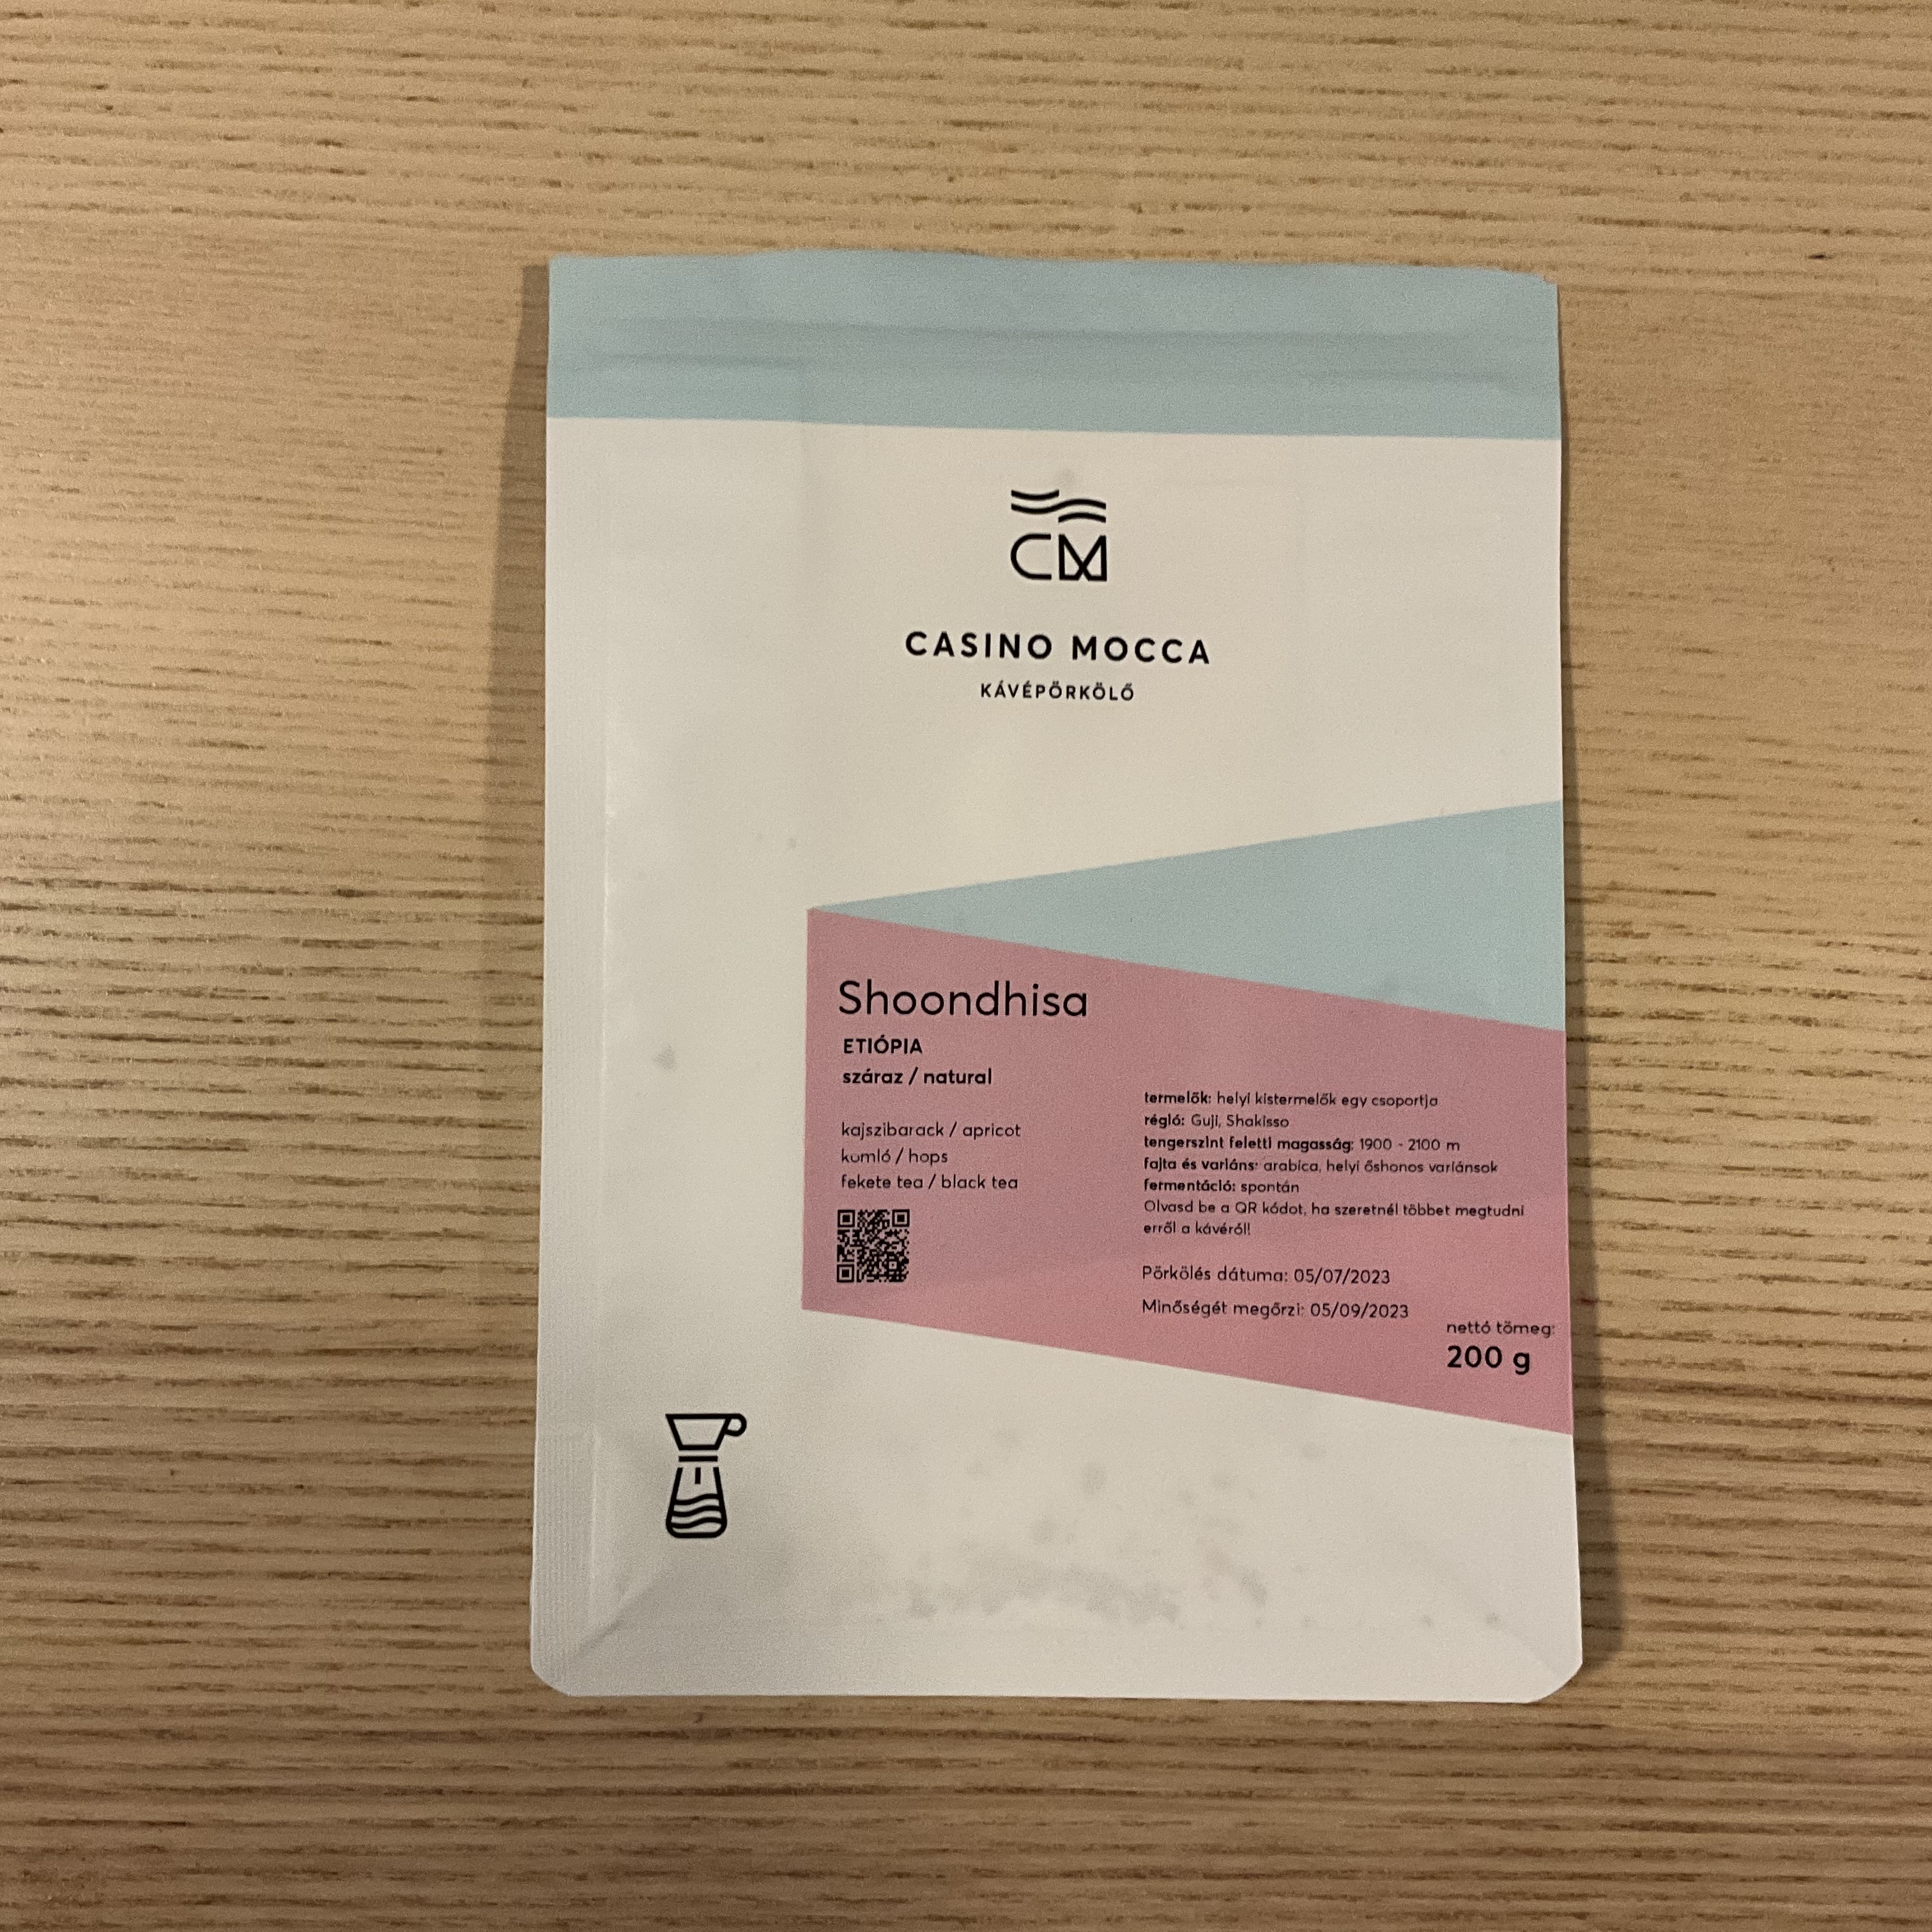 CM
CASINO MOCCA
KÁVÉPÖRKÖLŐ
Shoondhisa
ETIÓPIA
száraz / natural
kajszibarack / apricot
komló / hops
fekete tea / black tea
termelők: helyi kistermelők egy csoportja
régió: Guji, Shakisso
tengerszint feletti magasság: 1900 - 2100 m
fajta és variáns: arabica, helyi őshonos variánsok
fermentáció: spontán
Olvasd be a QR kódot, ha szeretnél többet megtudni
erről a kávéról!
Pörkölés dátuma: 05/07/2023
Minőségét megőrzi: 05/09/2023
nettó tömeg:
200 g